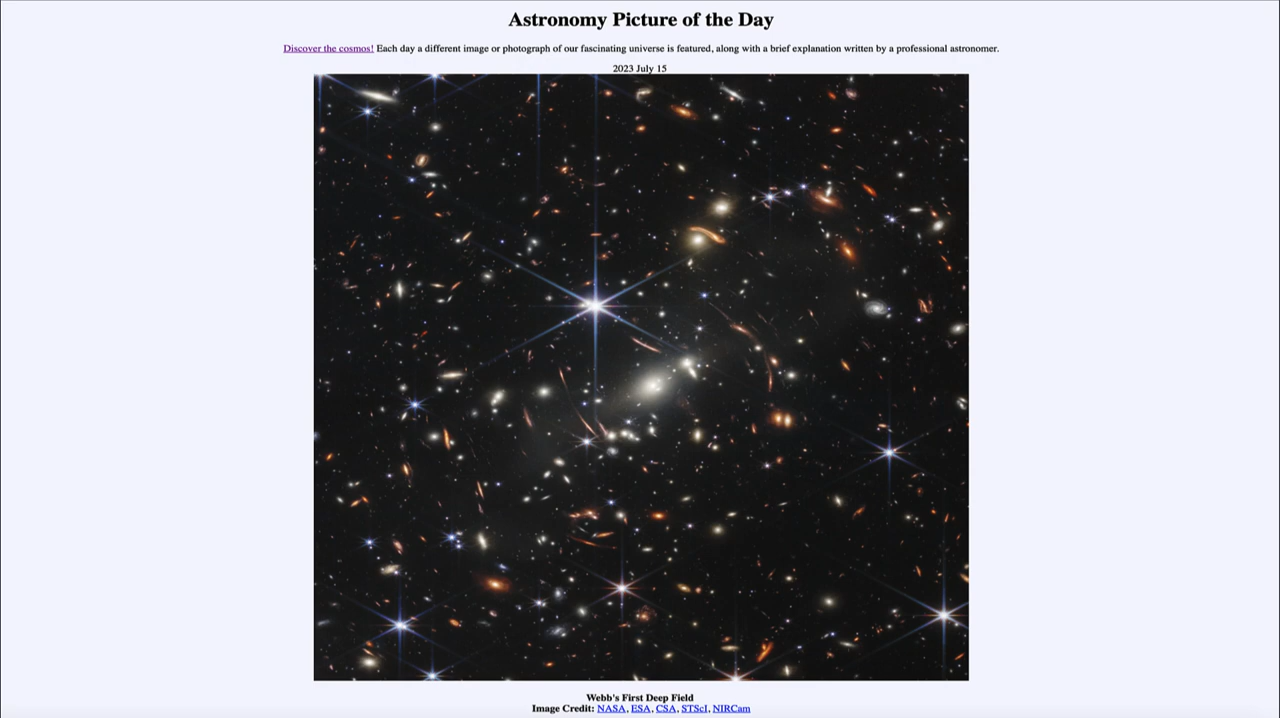 Astronomy Picture of the Day
Discover the cosmos! Each day a different image or photograph of our fascinating universe is featured, along with a brief explanation written by a professional astronomer.
2023 July 15
Webb's First Deep Field
Image Credit: NASA, ESA, CSA, STScI, NIRCam